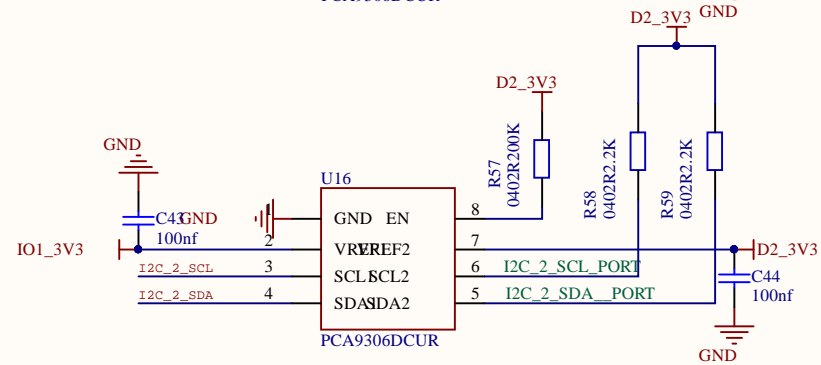 PCA9306DCUR
D2_3V3
GND
D2_3V3
R57
0402R200K
R58
0402R2.2K
R59
0402R2.2K
GND
U16
C43
GND
100nf
1
GND
EN
8
IO1_3V3
2
VREF1
VREF2
7
D2_3V3
I2C_2_SCL
3
SCL1
SCL2
6
I2C_2_SCL_PORT
C44
100nf
I2C_2_SDA
4
SDA1
SDA2
5
I2C_2_SDA__PORT
PCA9306DCUR
GND